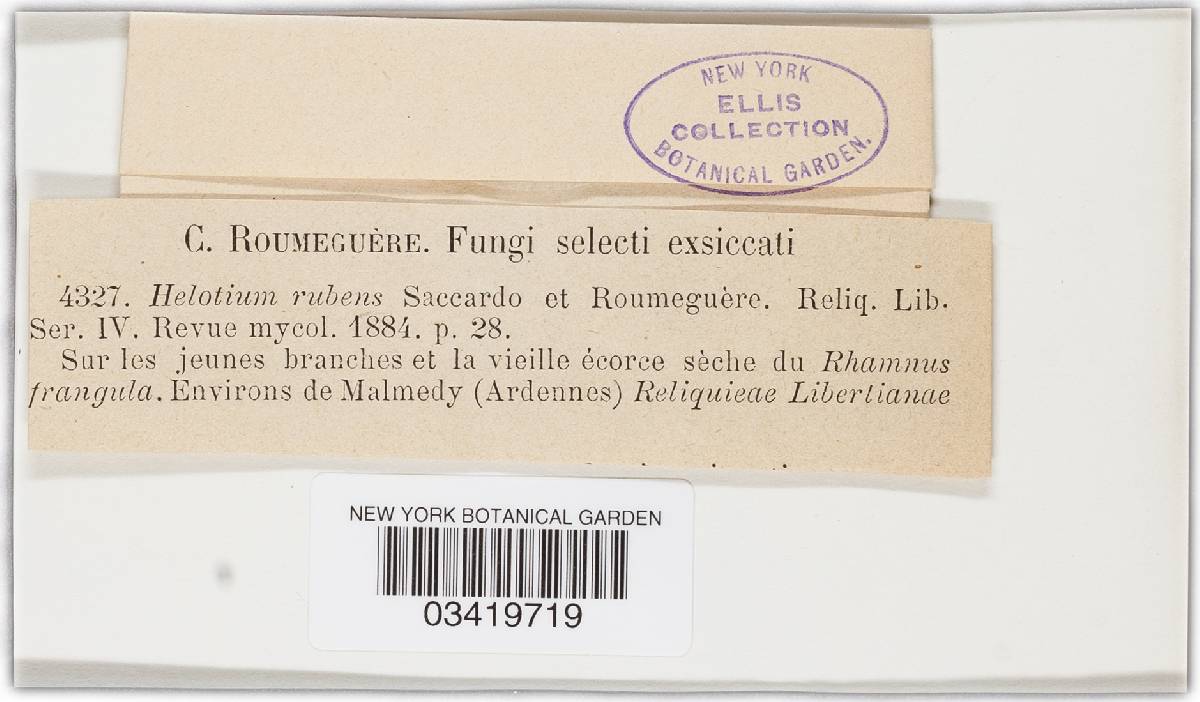 NEW YORK
ELLIS
COLLECTION
BOTANICAL GARDEN.
C. ROUMEGUÈRE. Fungi selecti exsiccati
4327. Helotium rubens Saccardo et Roumeguère. Reliq. Lib.
Ser. IV. Revue mycol. 1884. p. 28.
Sur les jeunes branches et la vieille écorce sèche du Rhamnus
frangula. Environs de Malmedy (Ardennes) Reliquieae Libertianae
NEW YORK BOTANICAL GARDEN
03419719